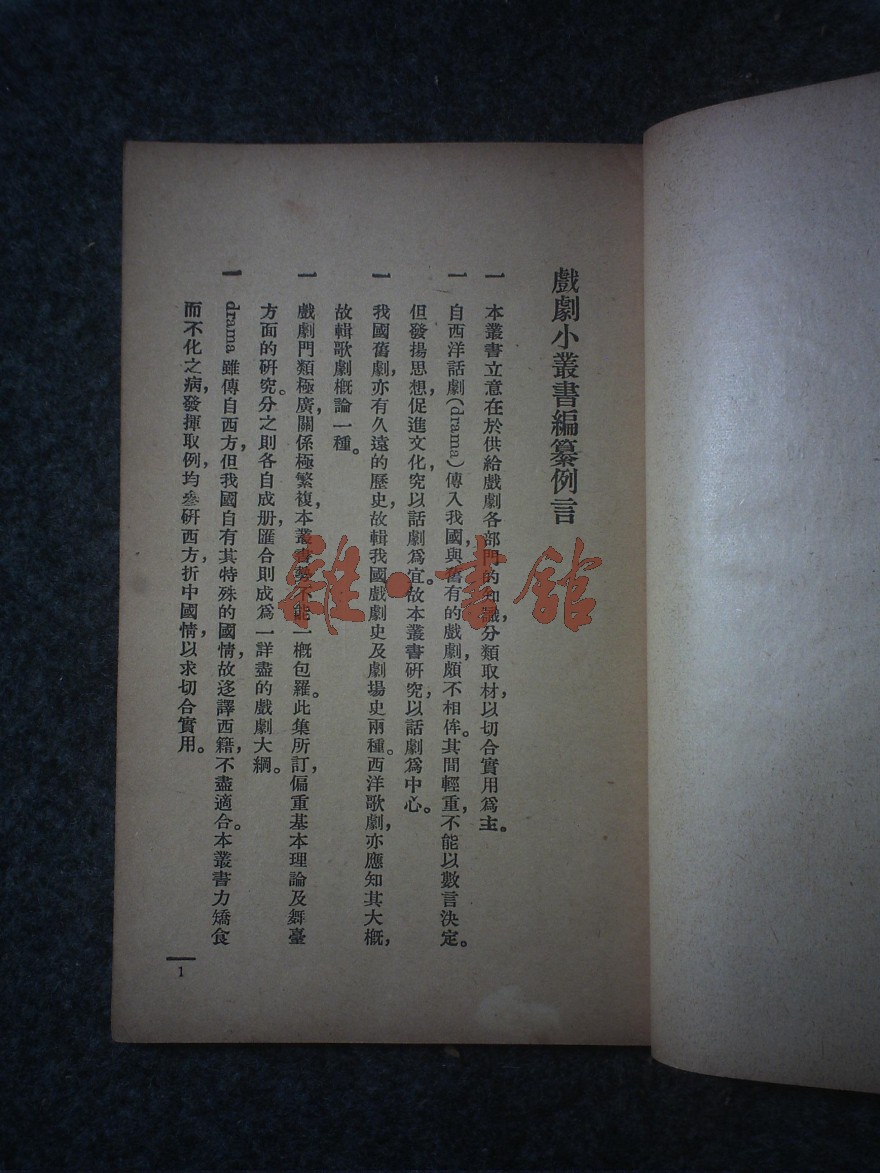 戲劇小叢書編纂例言
一 本叢書立意在於供給戲劇各部門的知識，分類取材，以切合實用爲主。
一 自西洋話劇(drama)傳入我國，與舊有的戲劇，頗不相侔。其間輕重，不能以數言決定。
但發揚思想，促進文化，究以話劇爲宜。故本叢書研究，以話劇爲中心。
一 我國舊劇，亦有久遠的歷史，故輯我國戲劇史及劇場史兩種。西洋歌劇，亦應知其大概，
故輯歌劇概論一種。
一 戲劇門類極廣，關係極繁複，本叢書勢不能一概包羅。此集所訂，偏重基本理論及舞臺
方面的研究。分之則各自成册，匯合則成爲一詳盡的戲劇大綱。
一 drama 雖傳自西方，但我國自有其特殊的國情，故迻譯西籍，不盡適合。本叢書力矯食
而不化之病，發揮取例，均參研西方，折中國情，以求切合實用。
1
雜·書館